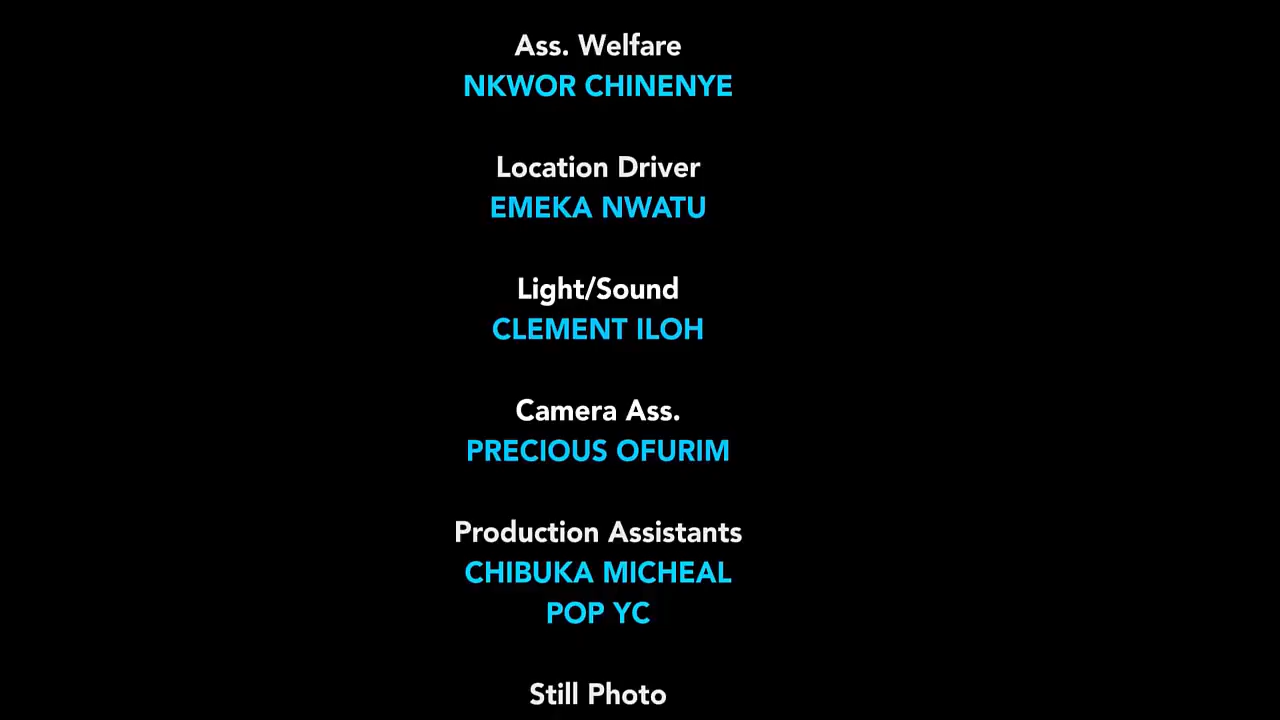 Ass. Welfare
NKWOR CHINENYE
Location Driver
EMEKA NWATU
Light/Sound
CLEMENT ILOH
Camera Ass.
PRECIOUS OFURIM
Production Assistants
CHIBUKA MICHEAL
POP YC
Still Photo